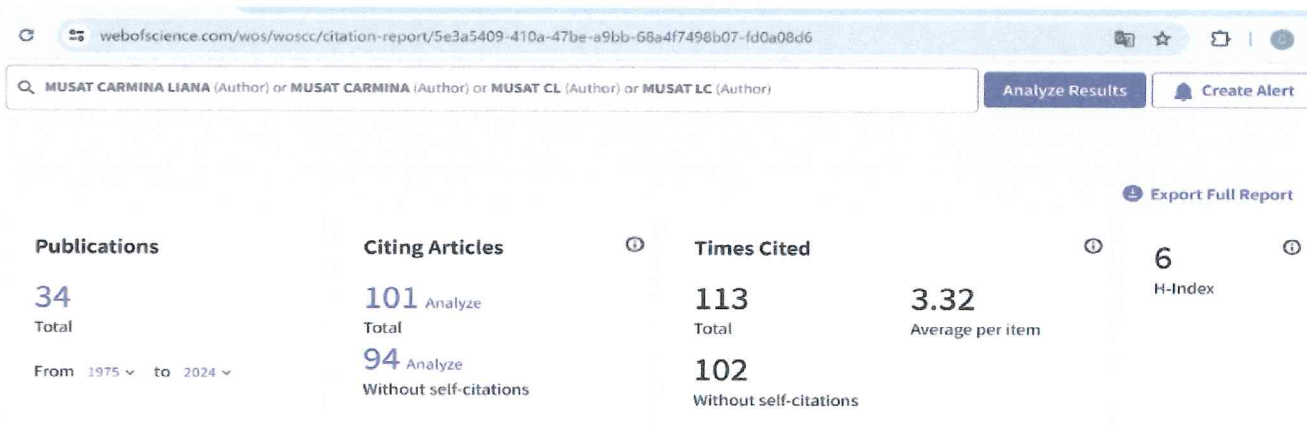 webofscience.com/wos/woscc/citation-report/5e3a5409-410a-47be-a9bb-68a4f7498b07-fd0a08d6
MUSAT CARMINA LIANA (Author) or MUSAT CARMINA (Author) or MUSAT CL (Author) or MUSAT LC (Author)
Analyze Results
Create Alert
Export Full Report
Publications
34
Total
From 1975 to 2024
Citing Articles
101 Analyze
Total
94 Analyze
Without self-citations
Times Cited
113
Total
102
Without self-citations
3.32
Average per item
6
H-Index